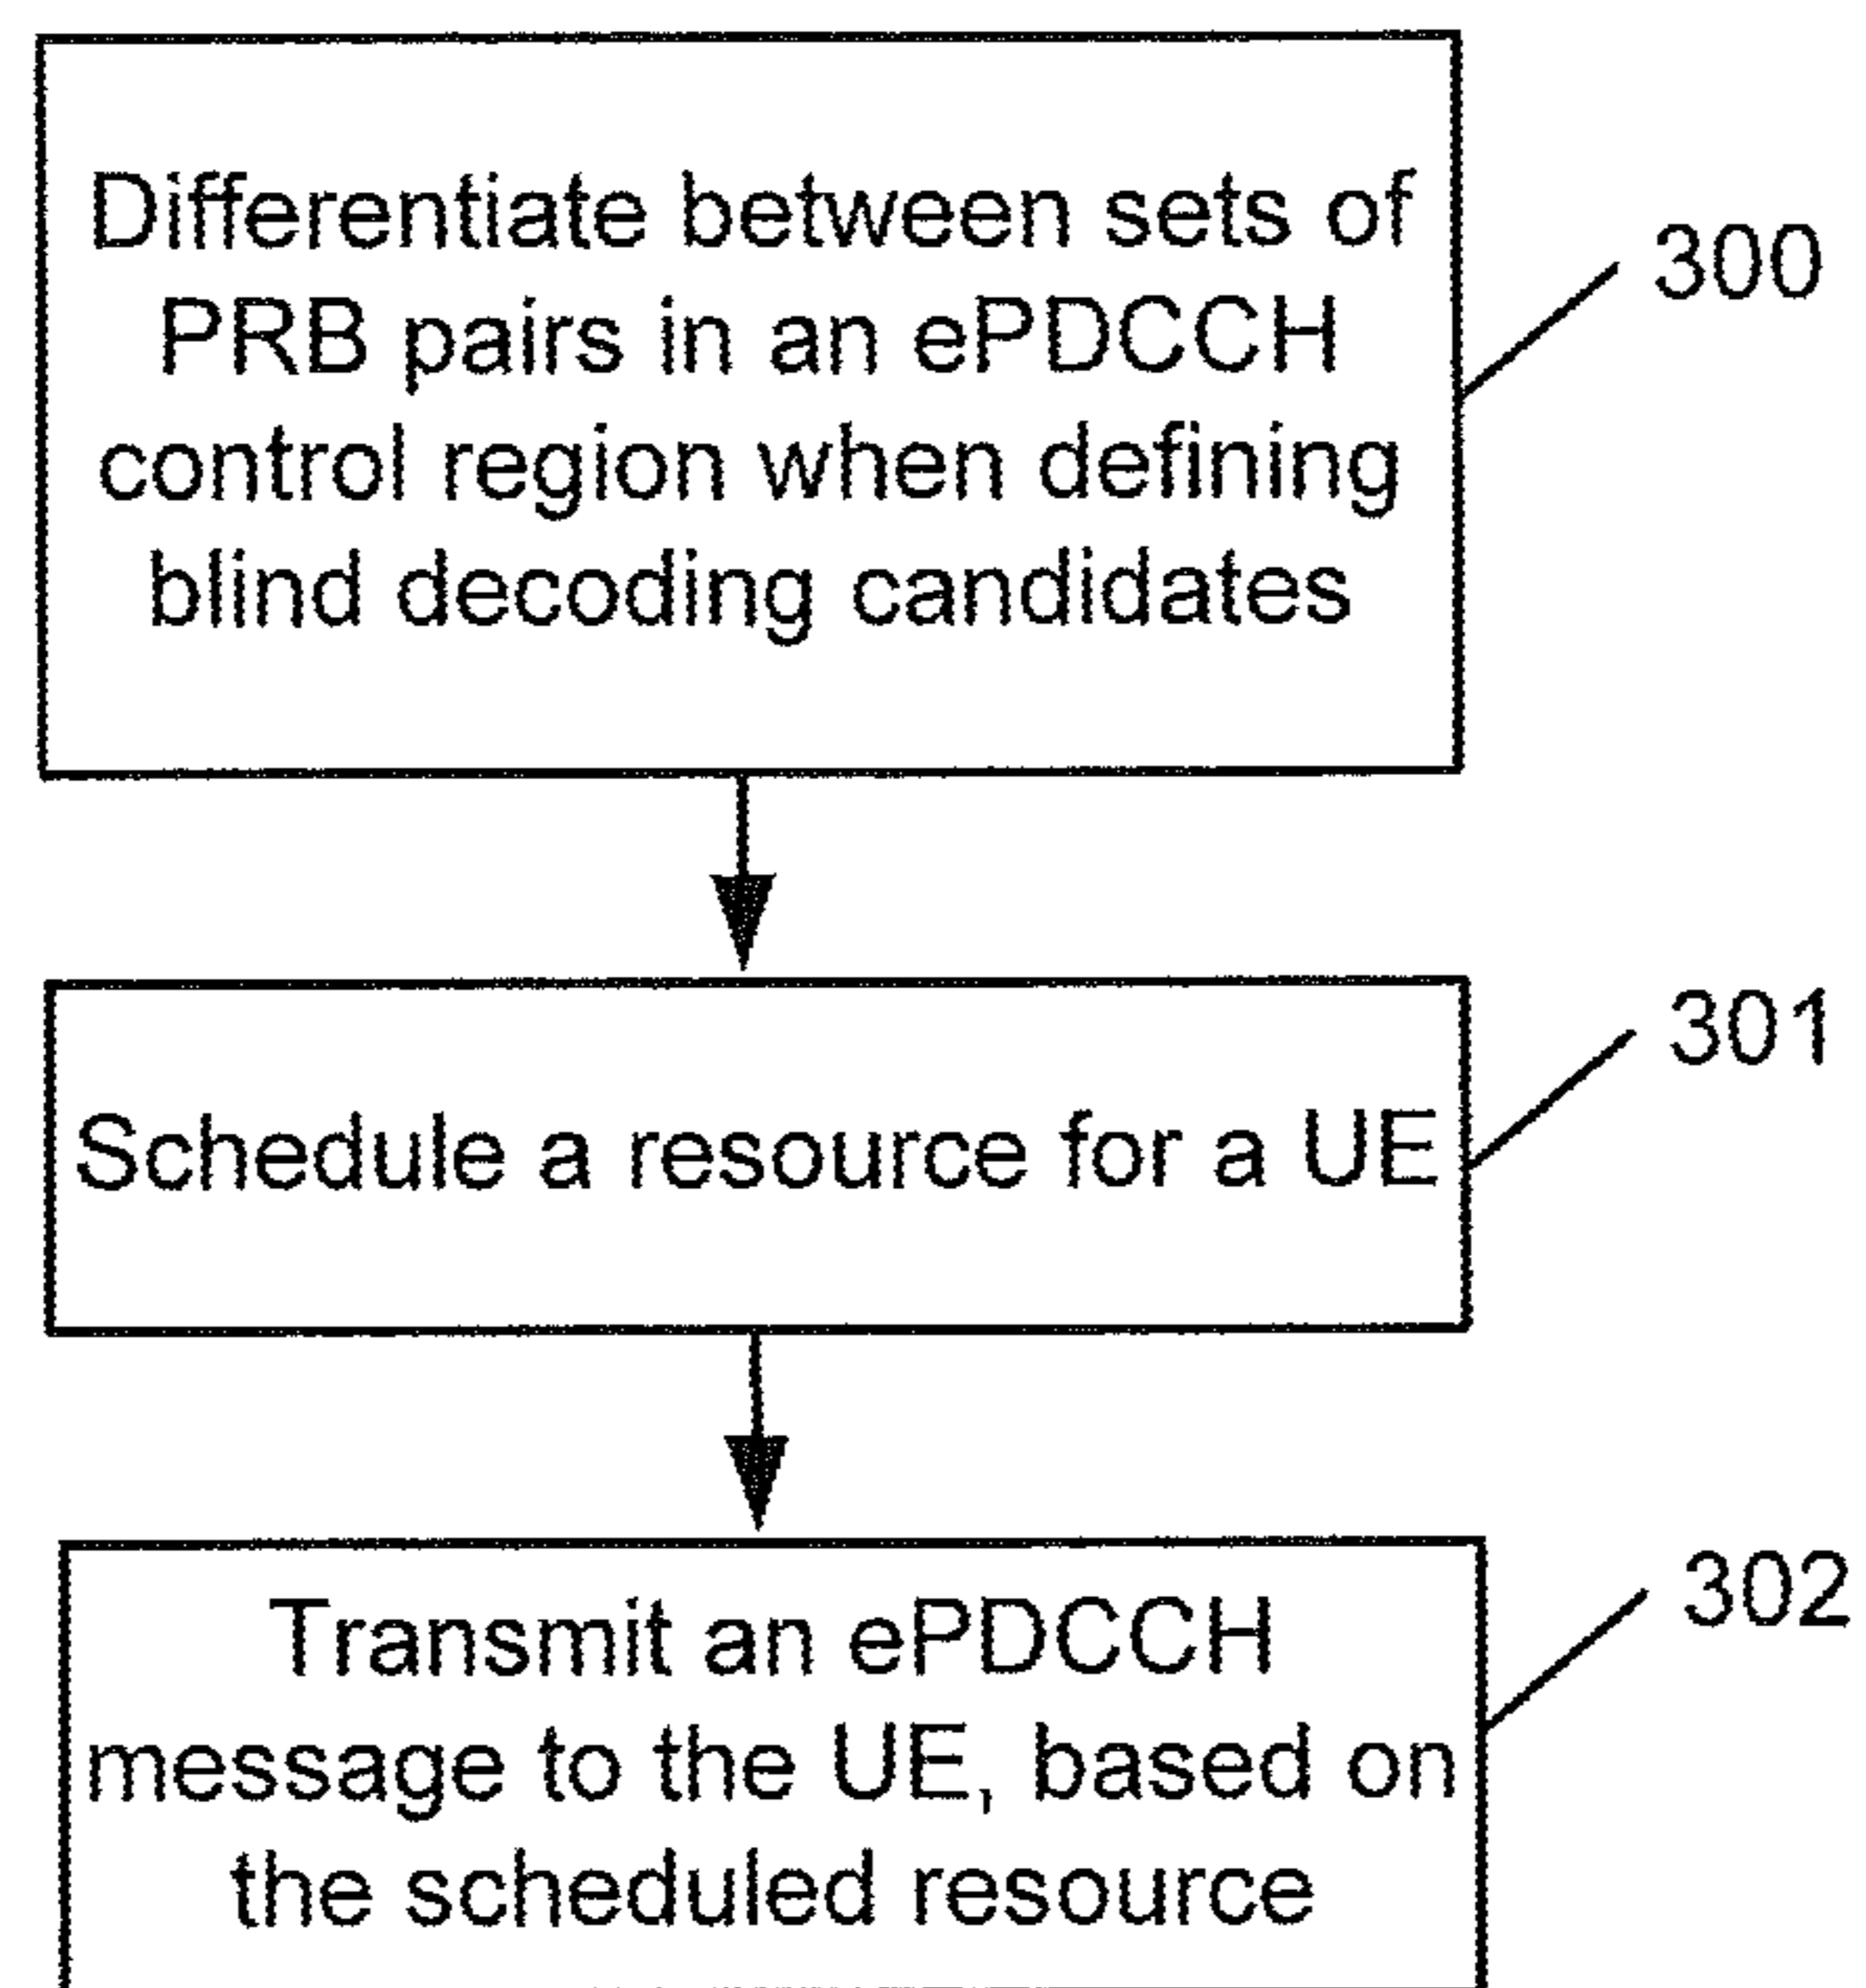 Differentiate between sets of
PRB pairs in an ePDCCH
control region when defining
blind decoding candidates
300
Schedule a resource for a UE
301
Transmit an ePDCCH
message to the UE, based on
the scheduled resource
302